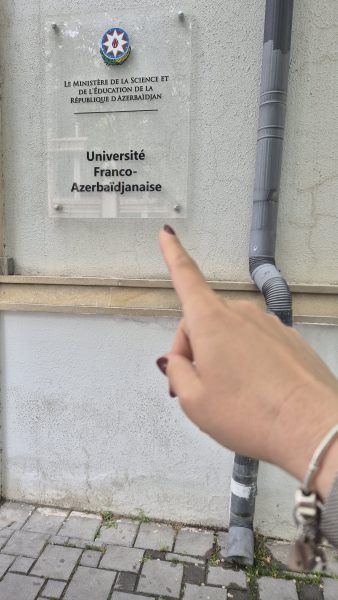 Le Ministère de la Science et
de l'Éducation de la
République d'Azerbaïdjan
Université
Franco-
Azerbaïdjanaise